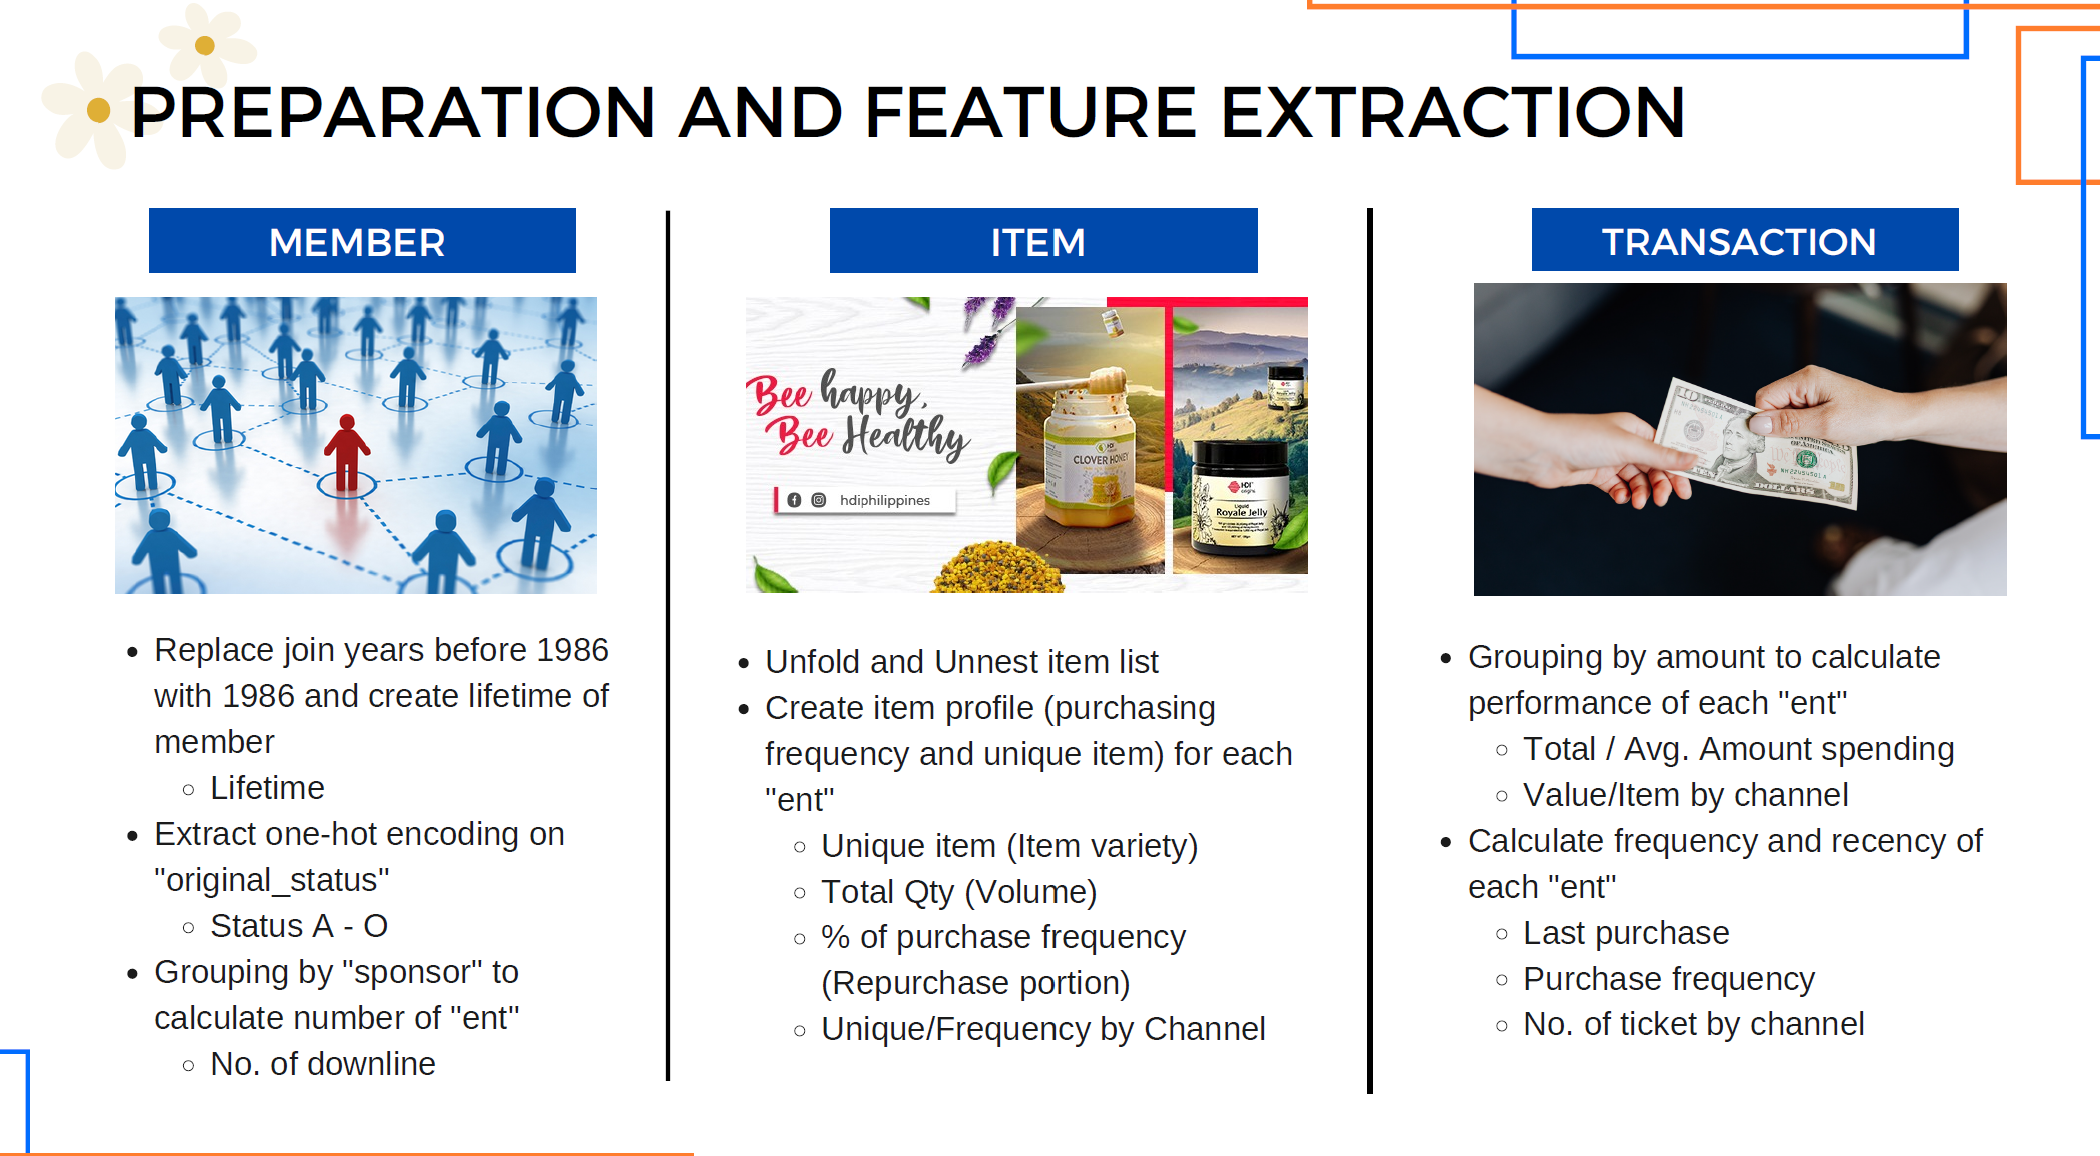 PREPARATION AND FEATURE EXTRACTION
MEMBER
Replace join years before 1986
with 1986 and create lifetime of
member
Lifetime
Extract one-hot encoding on
"original_status"
Status A - O
Grouping by "sponsor" to
calculate number of "ent"
No. of downline
ITEM
Bee happy,
Bee Healthy
hdiphilippines
HDI
CLOVER HONEY
HDI
origins
Liquid
Royale Jelly
Unfold and Unnest item list
Create item profile (purchasing
frequency and unique item) for each
"ent"
Unique item (Item variety)
Total Qty (Volume)
% of purchase frequency
(Repurchase portion)
Unique/Frequency by Channel
TRANSACTION
Grouping by amount to calculate
performance of each "ent"
Total / Avg. Amount spending
Value/Item by channel
Calculate frequency and recency of
each "ent"
Last purchase
Purchase frequency
No. of ticket by channel